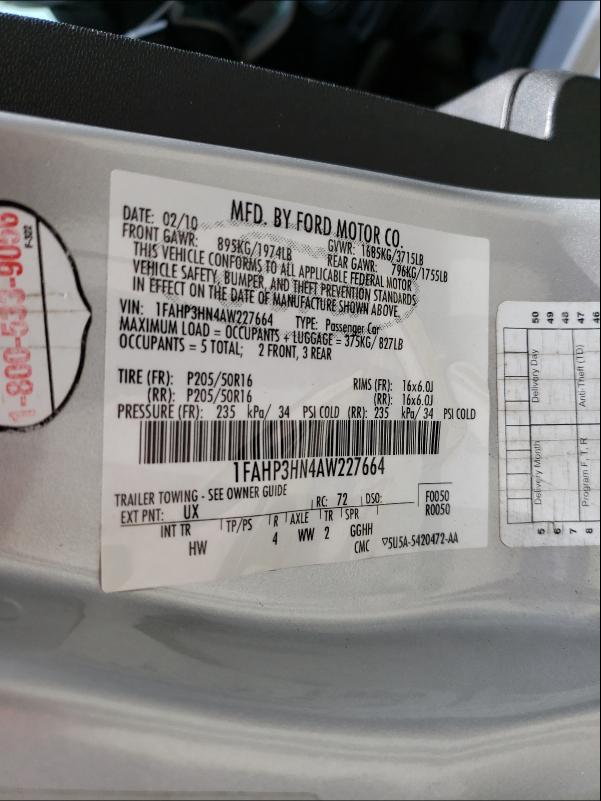 MFD. BY FORD MOTOR CO.
DATE: 02/10 GVWR: 1685KG/3715LB
FRONT GAWR: 895KG/1974LB REAR GAWR: 796KG/1755LB
THIS VEHICLE CONFORMS TO ALL APPLICABLE FEDERAL MOTOR
VEHICLE SAFETY, BUMPER, AND THEFT PREVENTION STANDARDS
IN EFFECT ON THE DATE OF MANUFACTURE SHOWN ABOVE.
VIN: 1FAHP3HN4AW227664 TYPE: Passenger Car
MAXIMUM LOAD = OCCUPANTS + LUGGAGE = 375KG/ 827LB
OCCUPANTS = 5 TOTAL; 2 FRONT, 3 REAR
TIRE (FR): P205/50R16 RIMS (FR): 16x6.0J
(RR): P205/50R16 (RR): 16x6.0J
PRESSURE (FR): 235 kPa/ 34 PSI COLD (RR): 235 kPa/ 34 PSI COLD
1FAHP3HN4AW227664
TRAILER TOWING - SEE OWNER GUIDE
EXT PNT: UX RC: 72 DSO: F0050
R0050
INT TR TP/PS R AXLE TR SPR
HW 4 WW 2 GGHH
CMC ▽5U5A-5420472-AA
1-800-533-9056
F-322
50 49 48 47 46
Delivery Day
Anti-Theft (TD)
Delivery Month
Program F, T, R
5 6 7 8